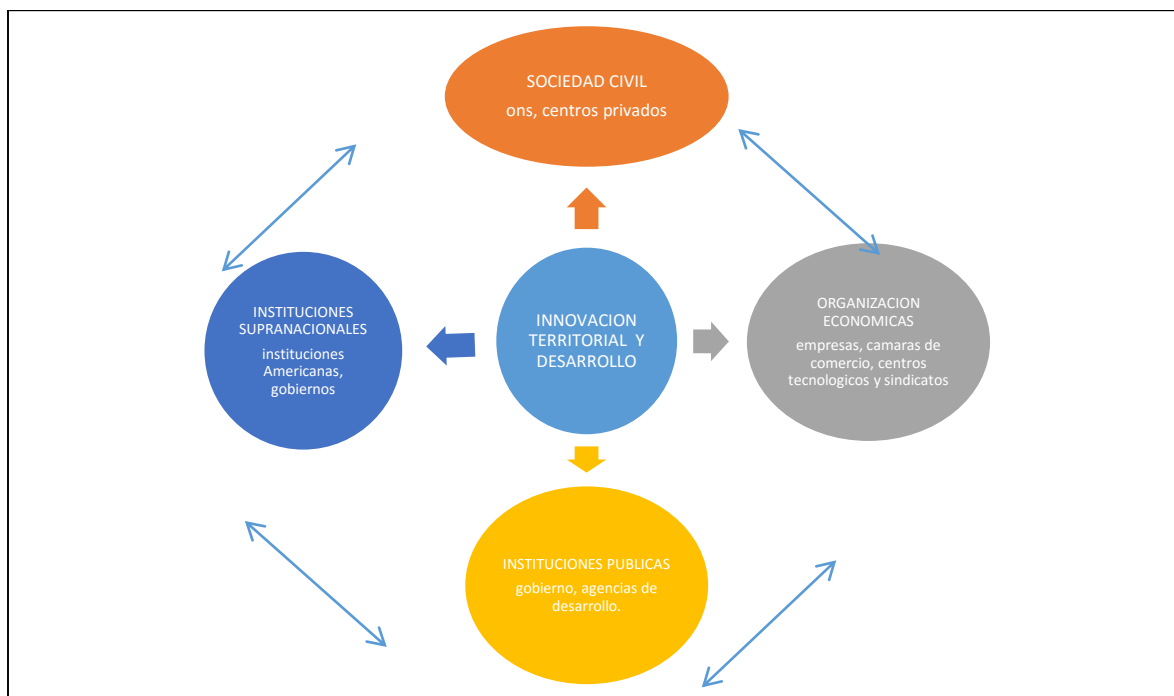 SOCIEDAD CIVIL
ons, centros privados
INSTITUCIONES
SUPRANACIONALES
instituciones
Americanas,
gobiernos
INNOVACION
TERRITORIAL Y
DESARROLLO
ORGANIZACION
ECONOMICAS
empresas, camaras de
comercio, centros
tecnologicos y sindicatos
INSTITUCIONES PUBLICAS
gobierno, agencias de
desarrollo.